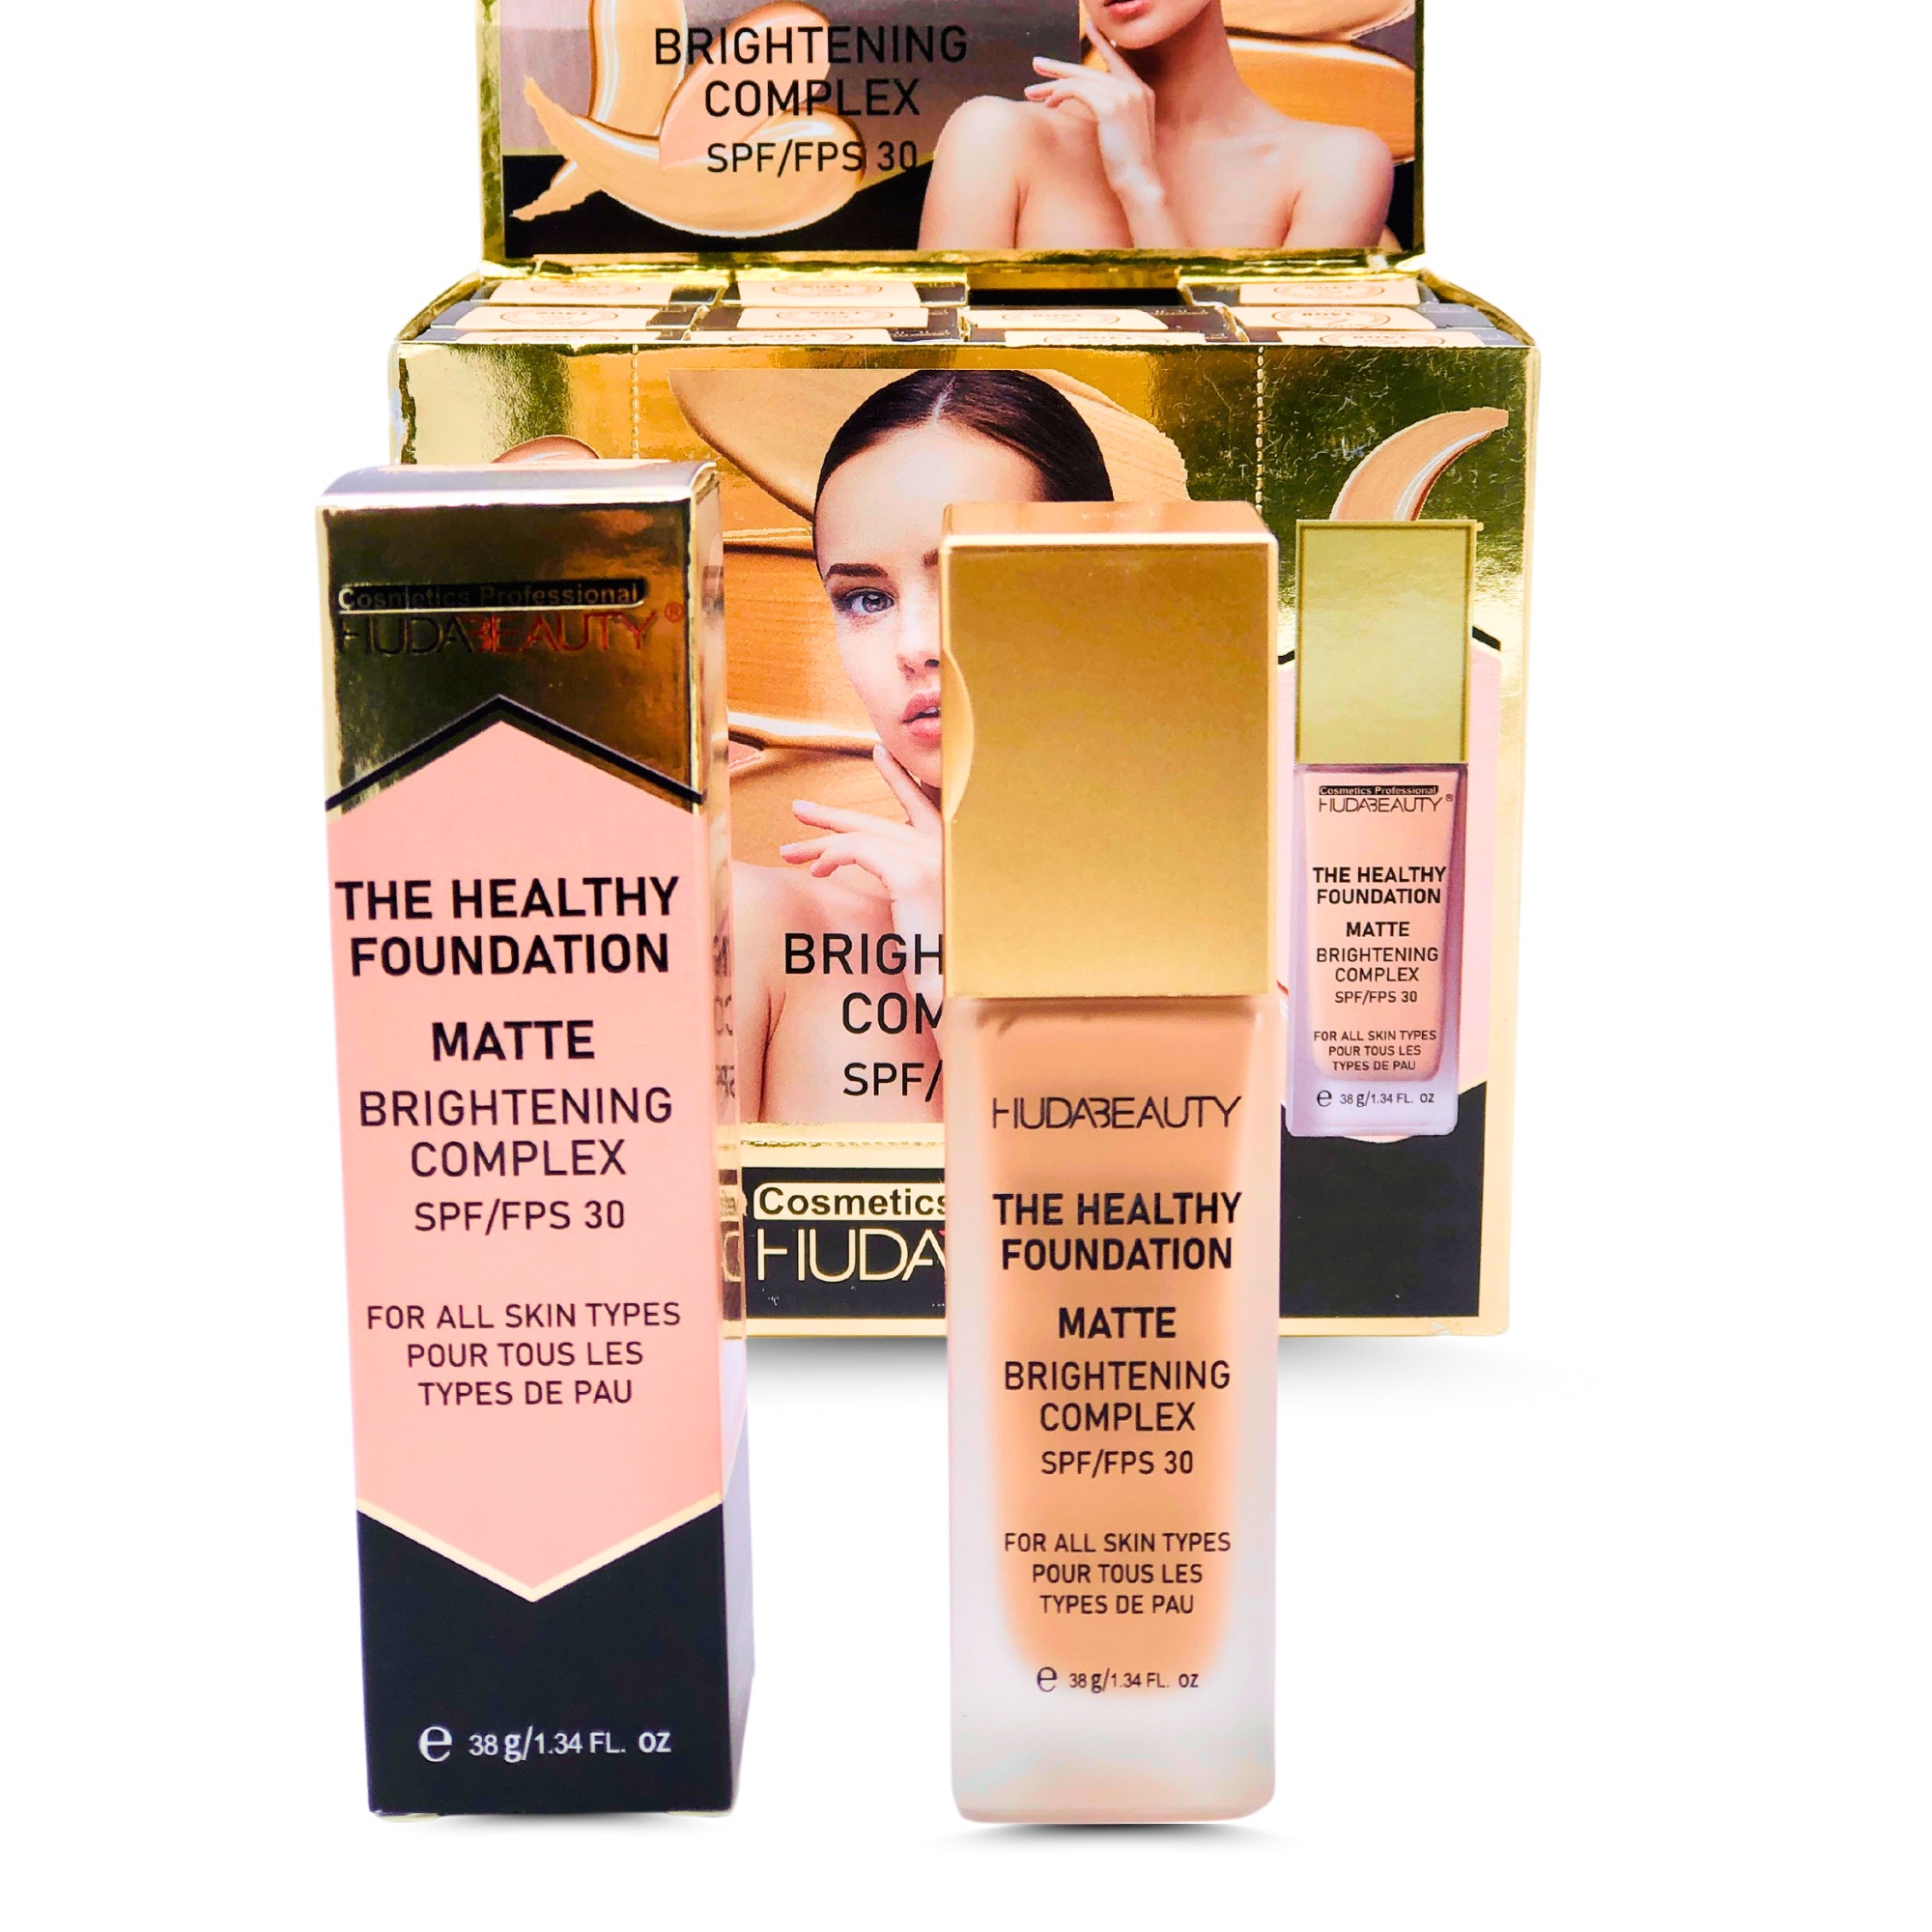 BRIGHTENING
COMPLEX
SPF/FPS 30
Cosmetics Professional
HUDABEAUTY®
THE HEALTHY
FOUNDATION
MATTE
BRIGHTENING
COMPLEX
SPF/FPS 30
FOR ALL SKIN TYPES
POUR TOUS LES
TYPES DE PAU
e 38 g/1.34 FL. oz
BRIGH
COM
SPF/
Cosmetics
HUDA
HUDABEAUTY
THE HEALTHY
FOUNDATION
MATTE
BRIGHTENING
COMPLEX
SPF/FPS 30
FOR ALL SKIN TYPES
POUR TOUS LES
TYPES DE PAU
e 38 g/1.34 FL. oz
Cosmetics Professional
HUDABEAUTY®
THE HEALTHY
FOUNDATION
MATTE
BRIGHTENING
COMPLEX
SPF/FPS 30
FOR ALL SKIN TYPES
POUR TOUS LES
TYPES DE PAU
e 38 g/1.34 FL. oz